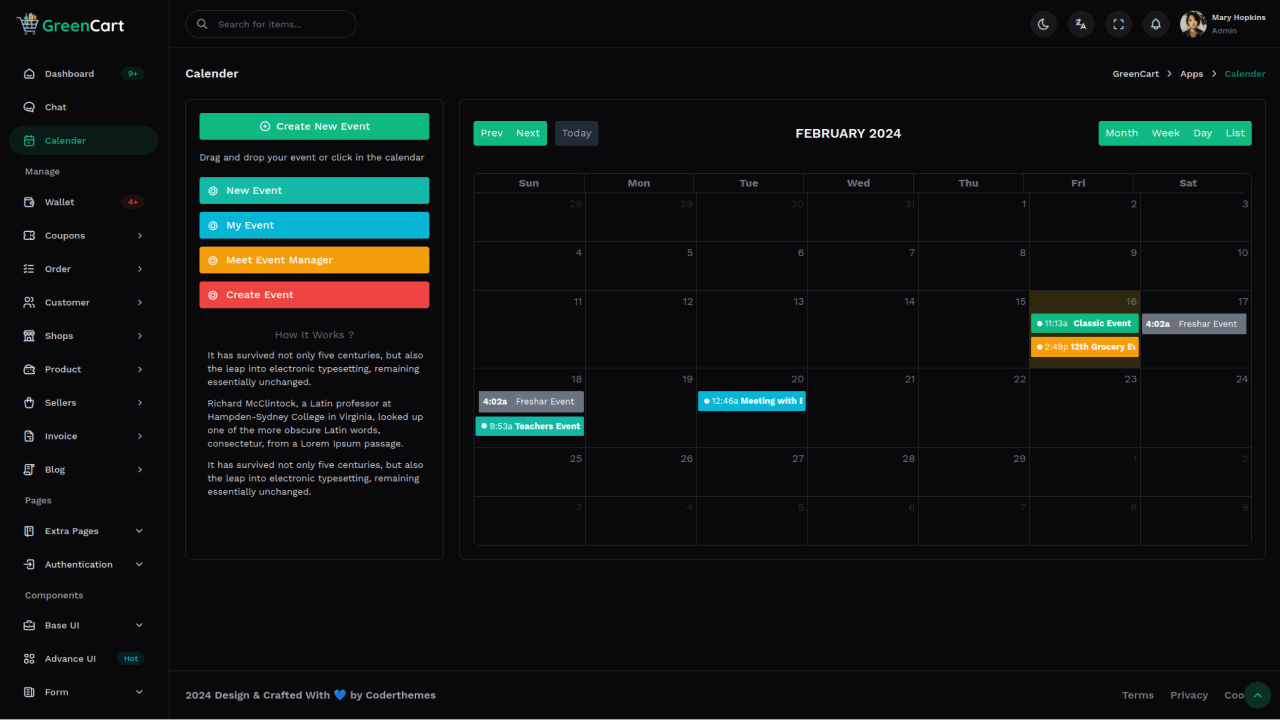 GreenCart
Search for items...
Mary Hopkins
Admin
Dashboard 9+
Chat
Calender
Manage
Wallet 4+
Coupons
Order
Customer
Shops
Product
Sellers
Invoice
Blog
Pages
Extra Pages
Authentication
Components
Base UI
Advance UI Hot
Form
Calender
GreenCart > Apps > Calender
Create New Event
Drag and drop your event or click in the calendar
New Event
My Event
Meet Event Manager
Create Event
How It Works ?
It has survived not only five centuries, but also
the leap into electronic typesetting, remaining
essentially unchanged.
Richard McClintock, a Latin professor at
Hampden-Sydney College in Virginia, looked up
one of the more obscure Latin words,
consectetur, from a Lorem Ipsum passage.
It has survived not only five centuries, but also
the leap into electronic typesetting, remaining
essentially unchanged.
Prev Next Today
FEBRUARY 2024
Month Week Day List
Sun Mon Tue Wed Thu Fri Sat
28 29 30 31 1 2 3
4 5 6 7 8 9 10
11 12 13 14 15 16 17
11:13a Classic Event
4:02a Freshar Event
2:49p 12th Grocery Ev
18 19 20 21 22 23 24
4:02a Freshar Event
12:46a Meeting with
9:53a Teachers Event
25 26 27 28 29 1 2
3 4 5 6 7 8 9
2024 Design & Crafted With 💙 by Coderthemes
Terms Privacy Coo